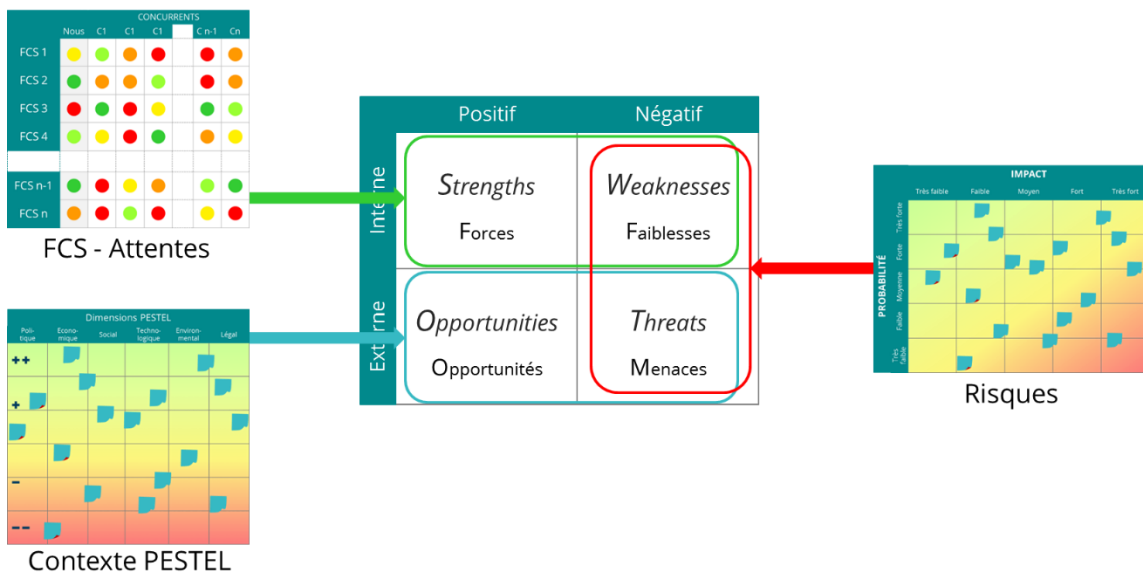 CONCURRENTS
Nous C1 C1 C1 C n-1 Cn
FCS 1
FCS 2
FCS 3
FCS 4
FCS n-1
FCS n
FCS - Attentes
Dimensions PESTEL
Poli-
tique
Econo-
mique
Social
Techno-
logique
Environ-
mental
Légal
++
+
-
--
Contexte PESTEL
Positif Négatif
Interne
Strengths
Forces
Weaknesses
Faiblesses
Externe
Opportunities
Opportunités
Threats
Menaces
IMPACT
Très faible Faible Moyen Fort Très fort
PROBABILITÉ
Très forte
Forte
Moyenne
Faible
Très
faible
Risques